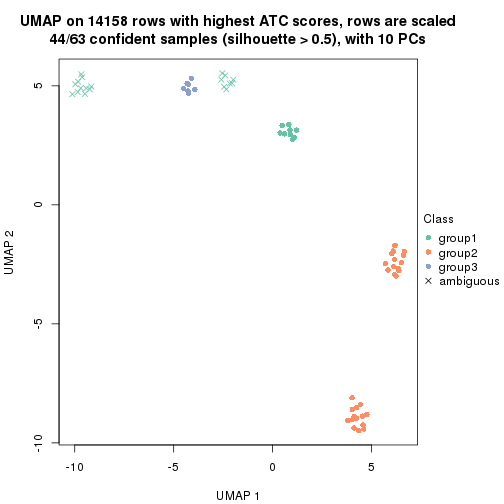 UMAP on 14158 rows with highest ATC scores, rows are scaled
44/63 confident samples (silhouette > 0.5), with 10 PCs
5
0
-5
-10
UMAP 2
-10
-5
0
5
UMAP 1
Class
group1
group2
group3
ambiguous